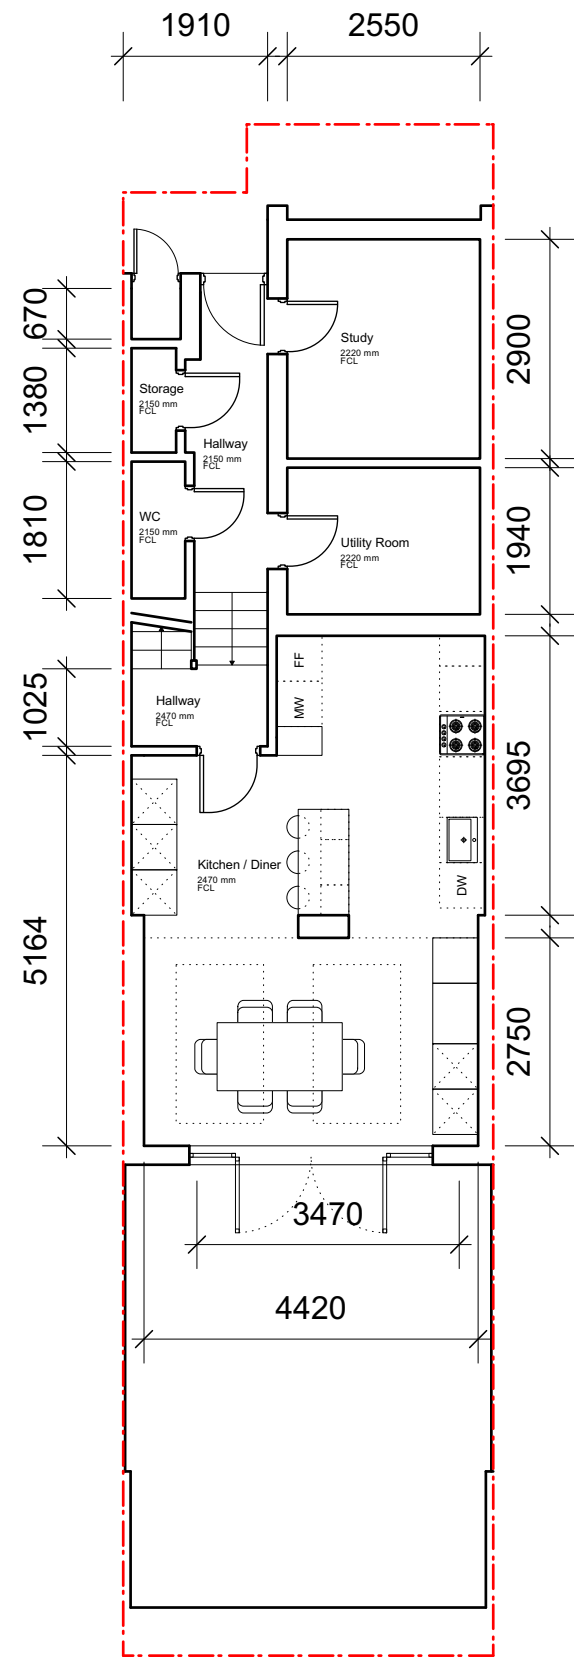 1910
2550
670
1380
1810
1025
5164
2900
1940
3695
2750
Study
2220 mm
FCL
Storage
2150 mm
FCL
Hallway
2150 mm
FCL
WC
2150 mm
FCL
Utility Room
2220 mm
FCL
FF
MW
Hallway
2470 mm
FCL
Kitchen / Diner
2470 mm
FCL
DW
3470
4420